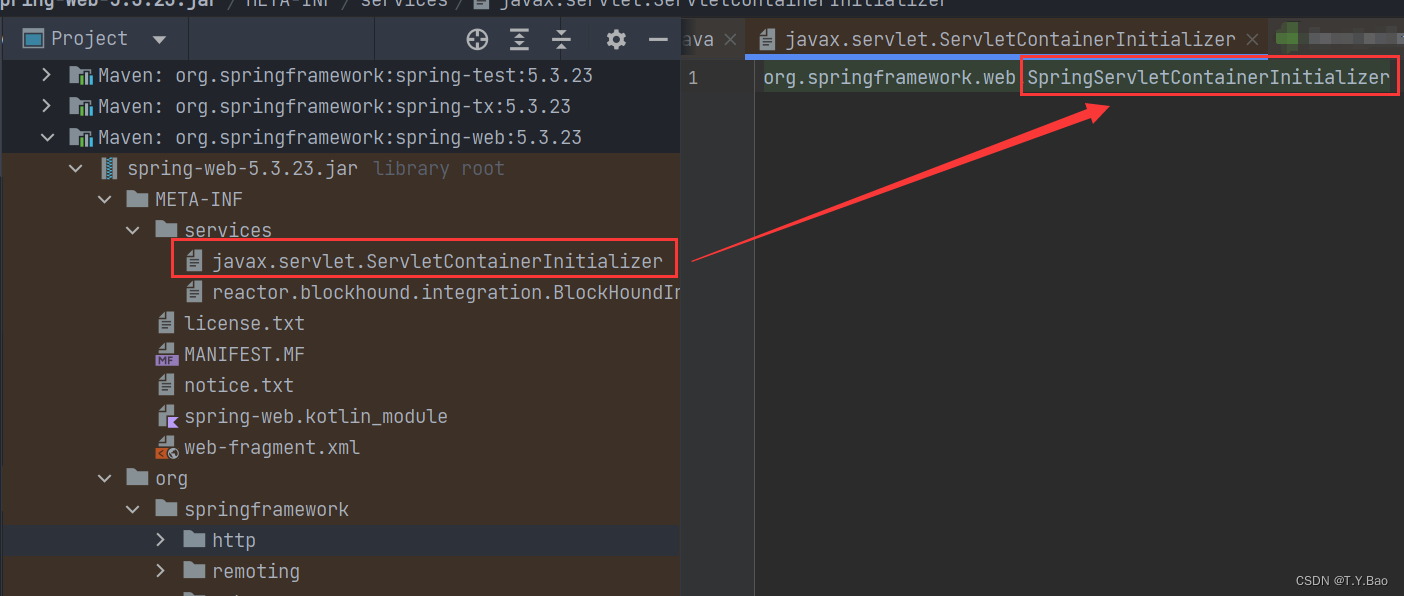 spring-web-5.3.23.jar / META-INF / services / javax.servlet.ServletContainerInitializer
Project
ava
javax.servlet.ServletContainerInitializer
Maven: org.springframework:spring-test:5.3.23
Maven: org.springframework:spring-tx:5.3.23
Maven: org.springframework:spring-web:5.3.23
spring-web-5.3.23.jar library root
META-INF
services
javax.servlet.ServletContainerInitializer
reactor.blockhound.integration.BlockHoundIn
license.txt
MANIFEST.MF
notice.txt
spring-web.kotlin_module
web-fragment.xml
org
springframework
http
remoting
1 org.springframework.web.SpringServletContainerInitializer
CSDN @T.Y.Bao